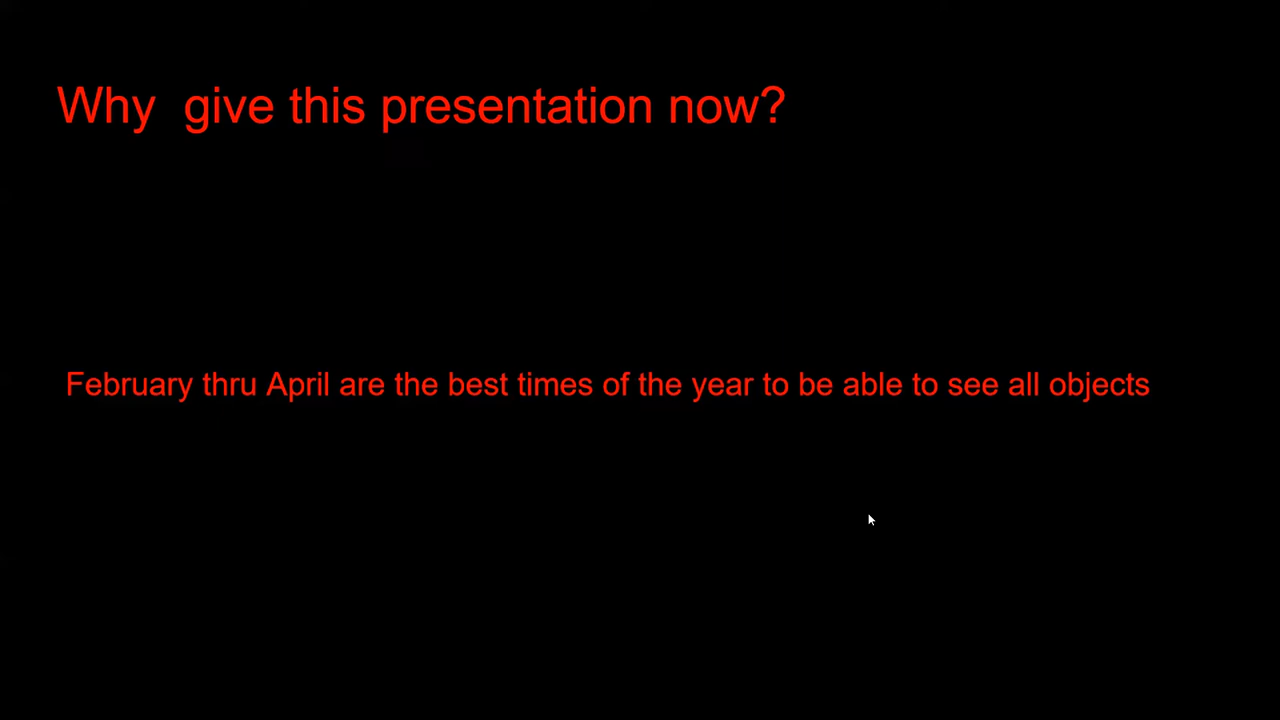 Why  give this presentation now?
February thru April are the best times of the year to be able to see all objects